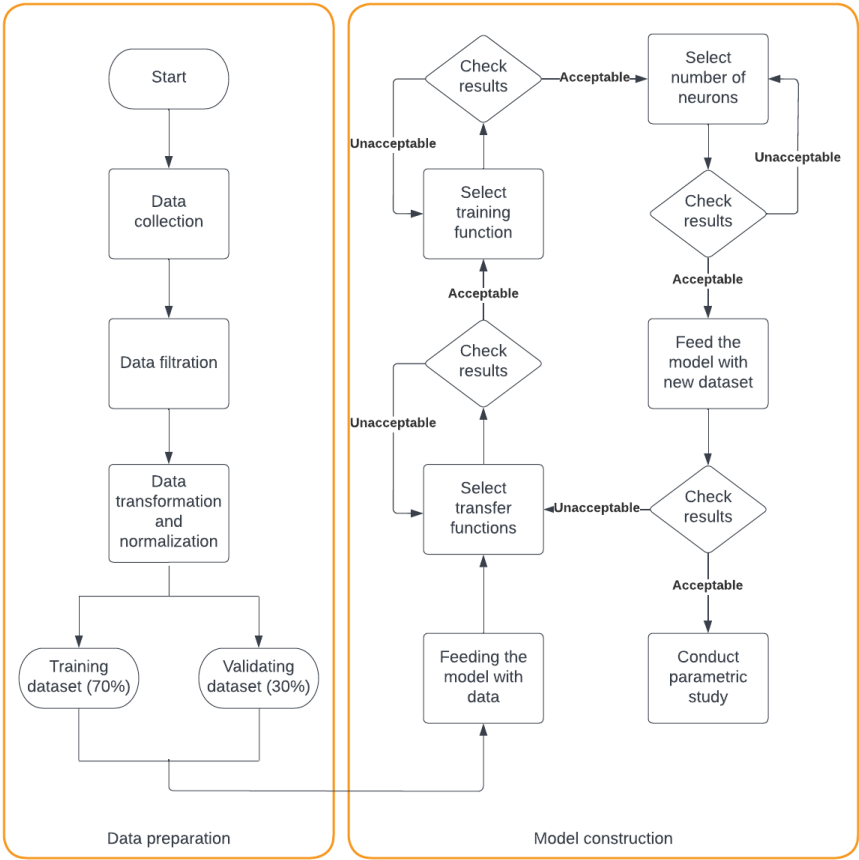 Start
Data
collection
Data filtration
Data
transformation
and
normalization
Training
dataset (70%)
Validating
dataset (30%)
Data preparation
Check
results
Acceptable
Unacceptable
Select
training
function
Acceptable
Check
results
Unacceptable
Select
transfer
functions
Feeding the
model with
data
Select
number of
neurons
Unacceptable
Check
results
Acceptable
Feed the
model with
new dataset
Check
results
Unacceptable
Acceptable
Conduct
parametric
study
Model construction